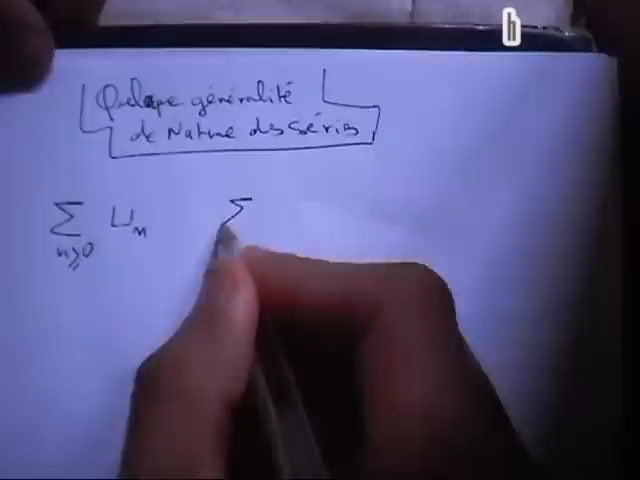 Quelque généralité
de Nature des séries
∑ Un ∑
n≥0
h